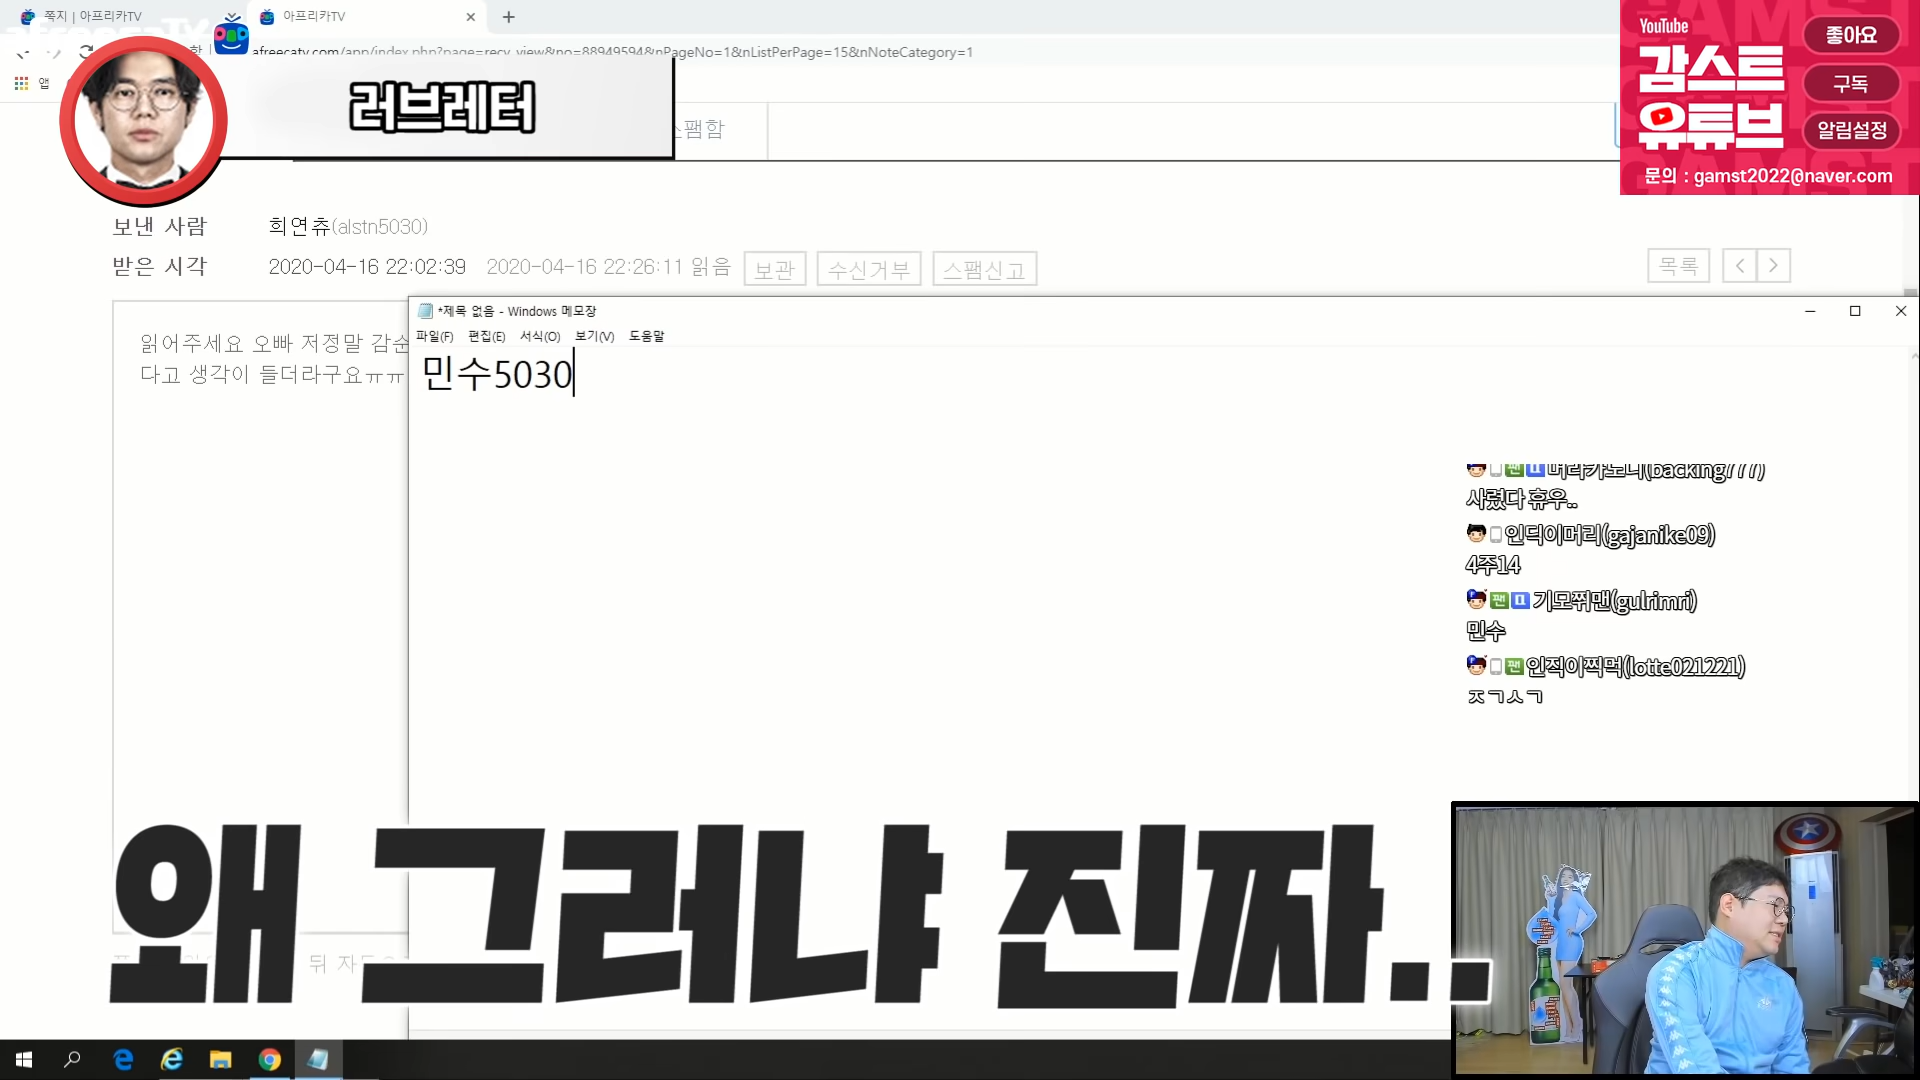 쪽지 | 아프리카TV
아프리카TV
afreecatv.com/app/index.php?page=recv_view&no=88949594&nPageNo=1&nListPerPage=15&nNoteCategory=1
앱
러브레터
스팸함
YouTube
감스트
유튜브
좋아요
구독
알림설정
문의 : gamst2022@naver.com
보낸 사람 희연츄(alstn5030)
받은 시각 2020-04-16 22:02:39 2020-04-16 22:26:11 읽음 보관 수신거부 스팸신고
목록
읽어주세요 오빠 저정말 감순
다고 생각이 들더라구요ㅠㅠ
*제목 없음 - Windows 메모장
파일(F) 편집(E) 서식(O) 보기(V) 도움말
민수5030
(backing777)
사렸다 휴우..
인딕이머리(gajanike09)
4주14
팬 기모쮜맨(gulrimri)
민수
팬 인직이찍먹(lotte021221)
ㅈㄱㅅㄱ
뒤 자동
왜 그러냐 진짜..